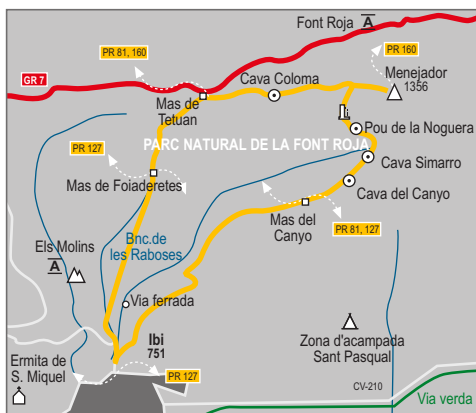 Font Roja A
PR 81, 160
PR 160
GR 7
Cava Coloma
Menejador
1356
Mas de
Tetuan
Pou de la Noguera
PARC NATURAL DE LA FONT ROJA
PR 127
Cava Simarro
Mas de Foiaderetes
Cava del Canyo
Mas del
Canyo
PR 81, 127
Bnc.de
les Raboses
Els Molins
A
Via ferrada
Ibi
751
Zona d'acampada
Sant Pasqual
Ermita de
S. Miquel
PR 127
CV-210
Via verda